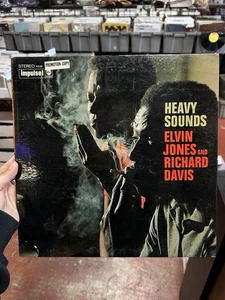 STEREO
impulse!
PROMOTION COPY
HEAVY
SOUNDS
ELVIN
JONES AND
RICHARD
DAVIS